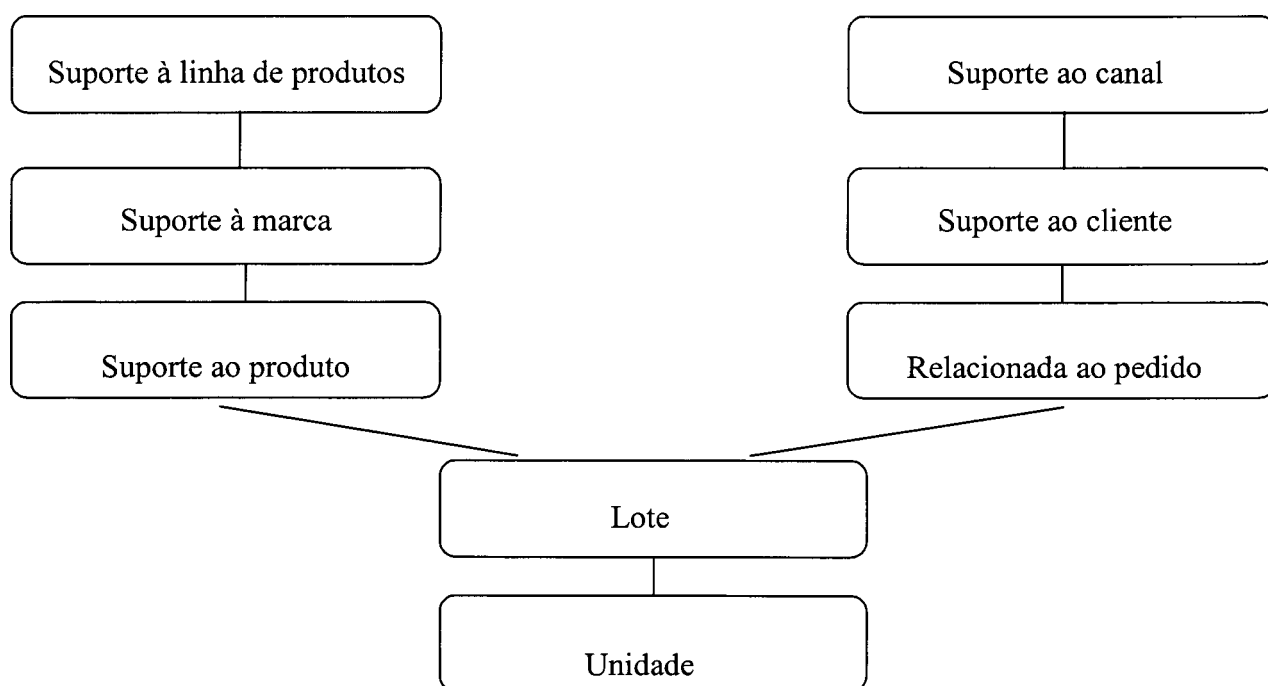 Suporte à linha de produtos
Suporte ao canal
Suporte à marca
Suporte ao cliente
Suporte ao produto
Relacionada ao pedido
Lote
Unidade